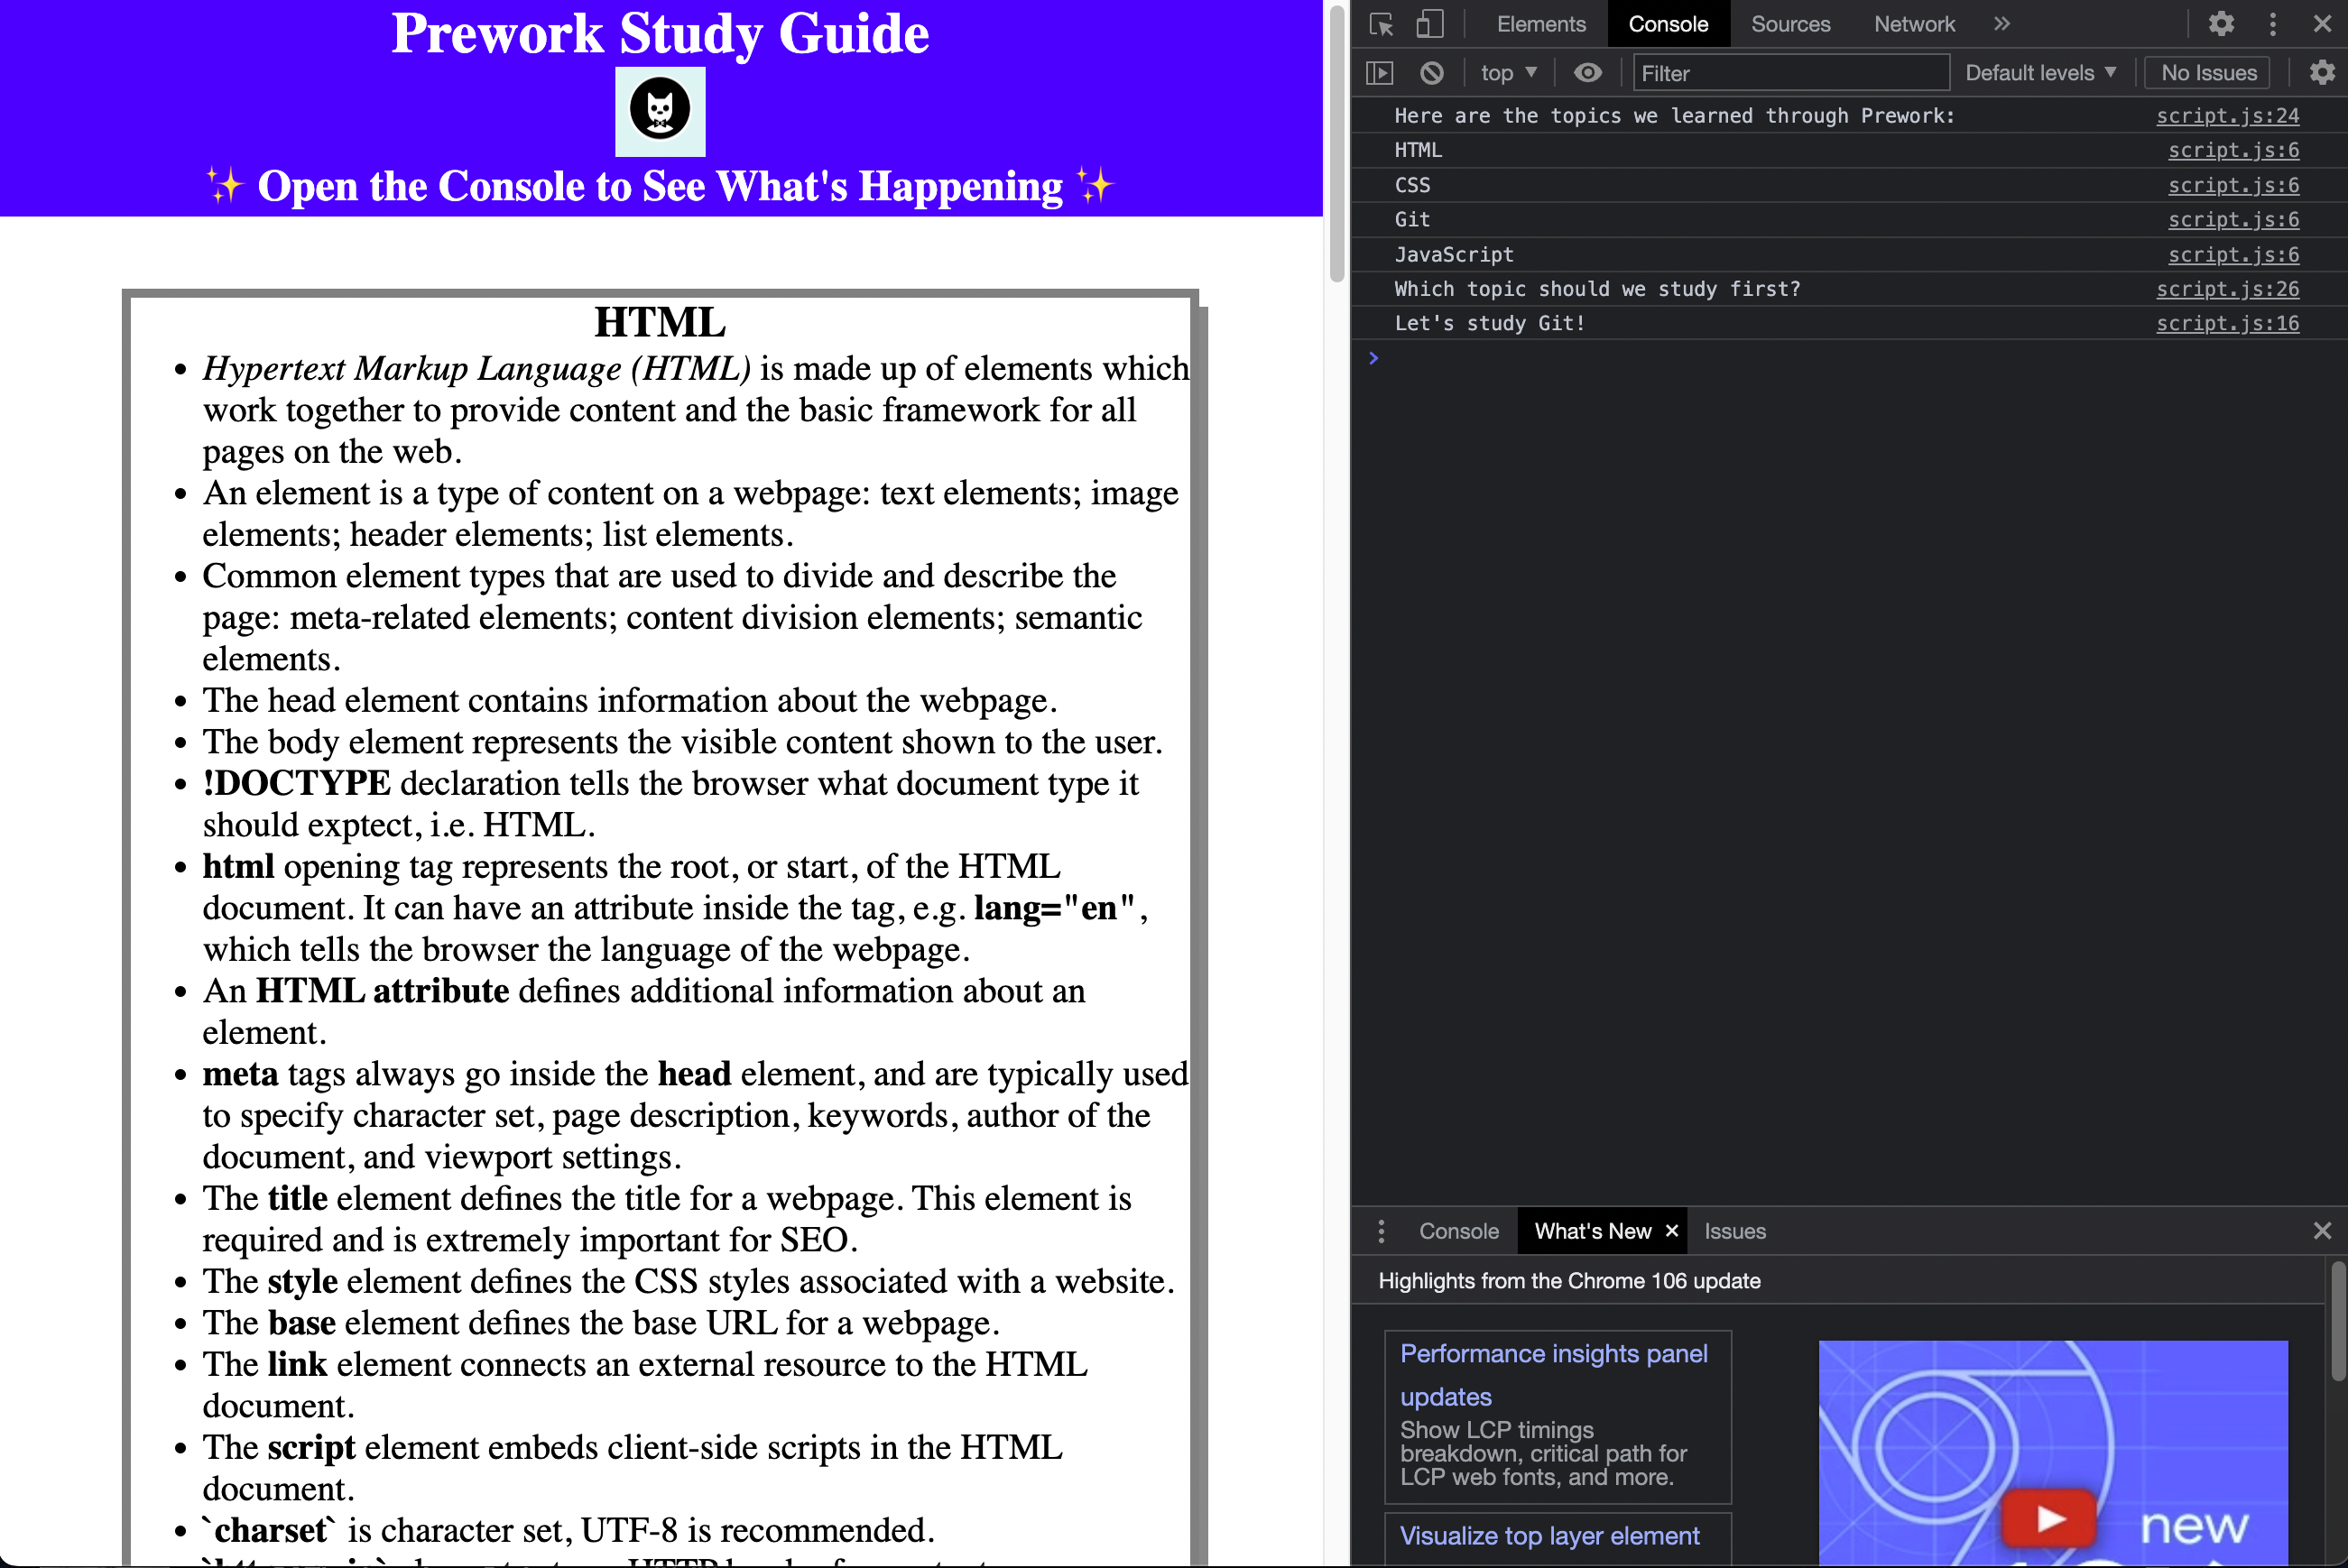 Prework Study Guide
✨ Open the Console to See What's Happening ✨
HTML
• Hypertext Markup Language (HTML) is made up of elements which
work together to provide content and the basic framework for all
pages on the web.
• An element is a type of content on a webpage: text elements; image
elements; header elements; list elements.
• Common element types that are used to divide and describe the
page: meta-related elements; content division elements; semantic
elements.
• The head element contains information about the webpage.
• The body element represents the visible content shown to the user.
• !DOCTYPE declaration tells the browser what document type it
should exptect, i.e. HTML.
• html opening tag represents the root, or start, of the HTML
document. It can have an attribute inside the tag, e.g. lang="en",
which tells the browser the language of the webpage.
• An HTML attribute defines additional information about an
element.
• meta tags always go inside the head element, and are typically used
to specify character set, page description, keywords, author of the
document, and viewport settings.
• The title element defines the title for a webpage. This element is
required and is extremely important for SEO.
• The style element defines the CSS styles associated with a website.
• The base element defines the base URL for a webpage.
• The link element connects an external resource to the HTML
document.
• The script element embeds client-side scripts in the HTML
document.
• `charset` is character set, UTF-8 is recommended.
Elements Console Sources Network »
top ▼ Filter Default levels ▼ No Issues
Here are the topics we learned through Prework: script.js:24
HTML script.js:6
CSS script.js:6
Git script.js:6
JavaScript script.js:6
Which topic should we study first? script.js:26
Let's study Git! script.js:16
Console What's New × Issues
Highlights from the Chrome 106 update
Performance insights panel
updates
Show LCP timings
breakdown, critical path for
LCP web fonts, and more.
Visualize top layer element
new